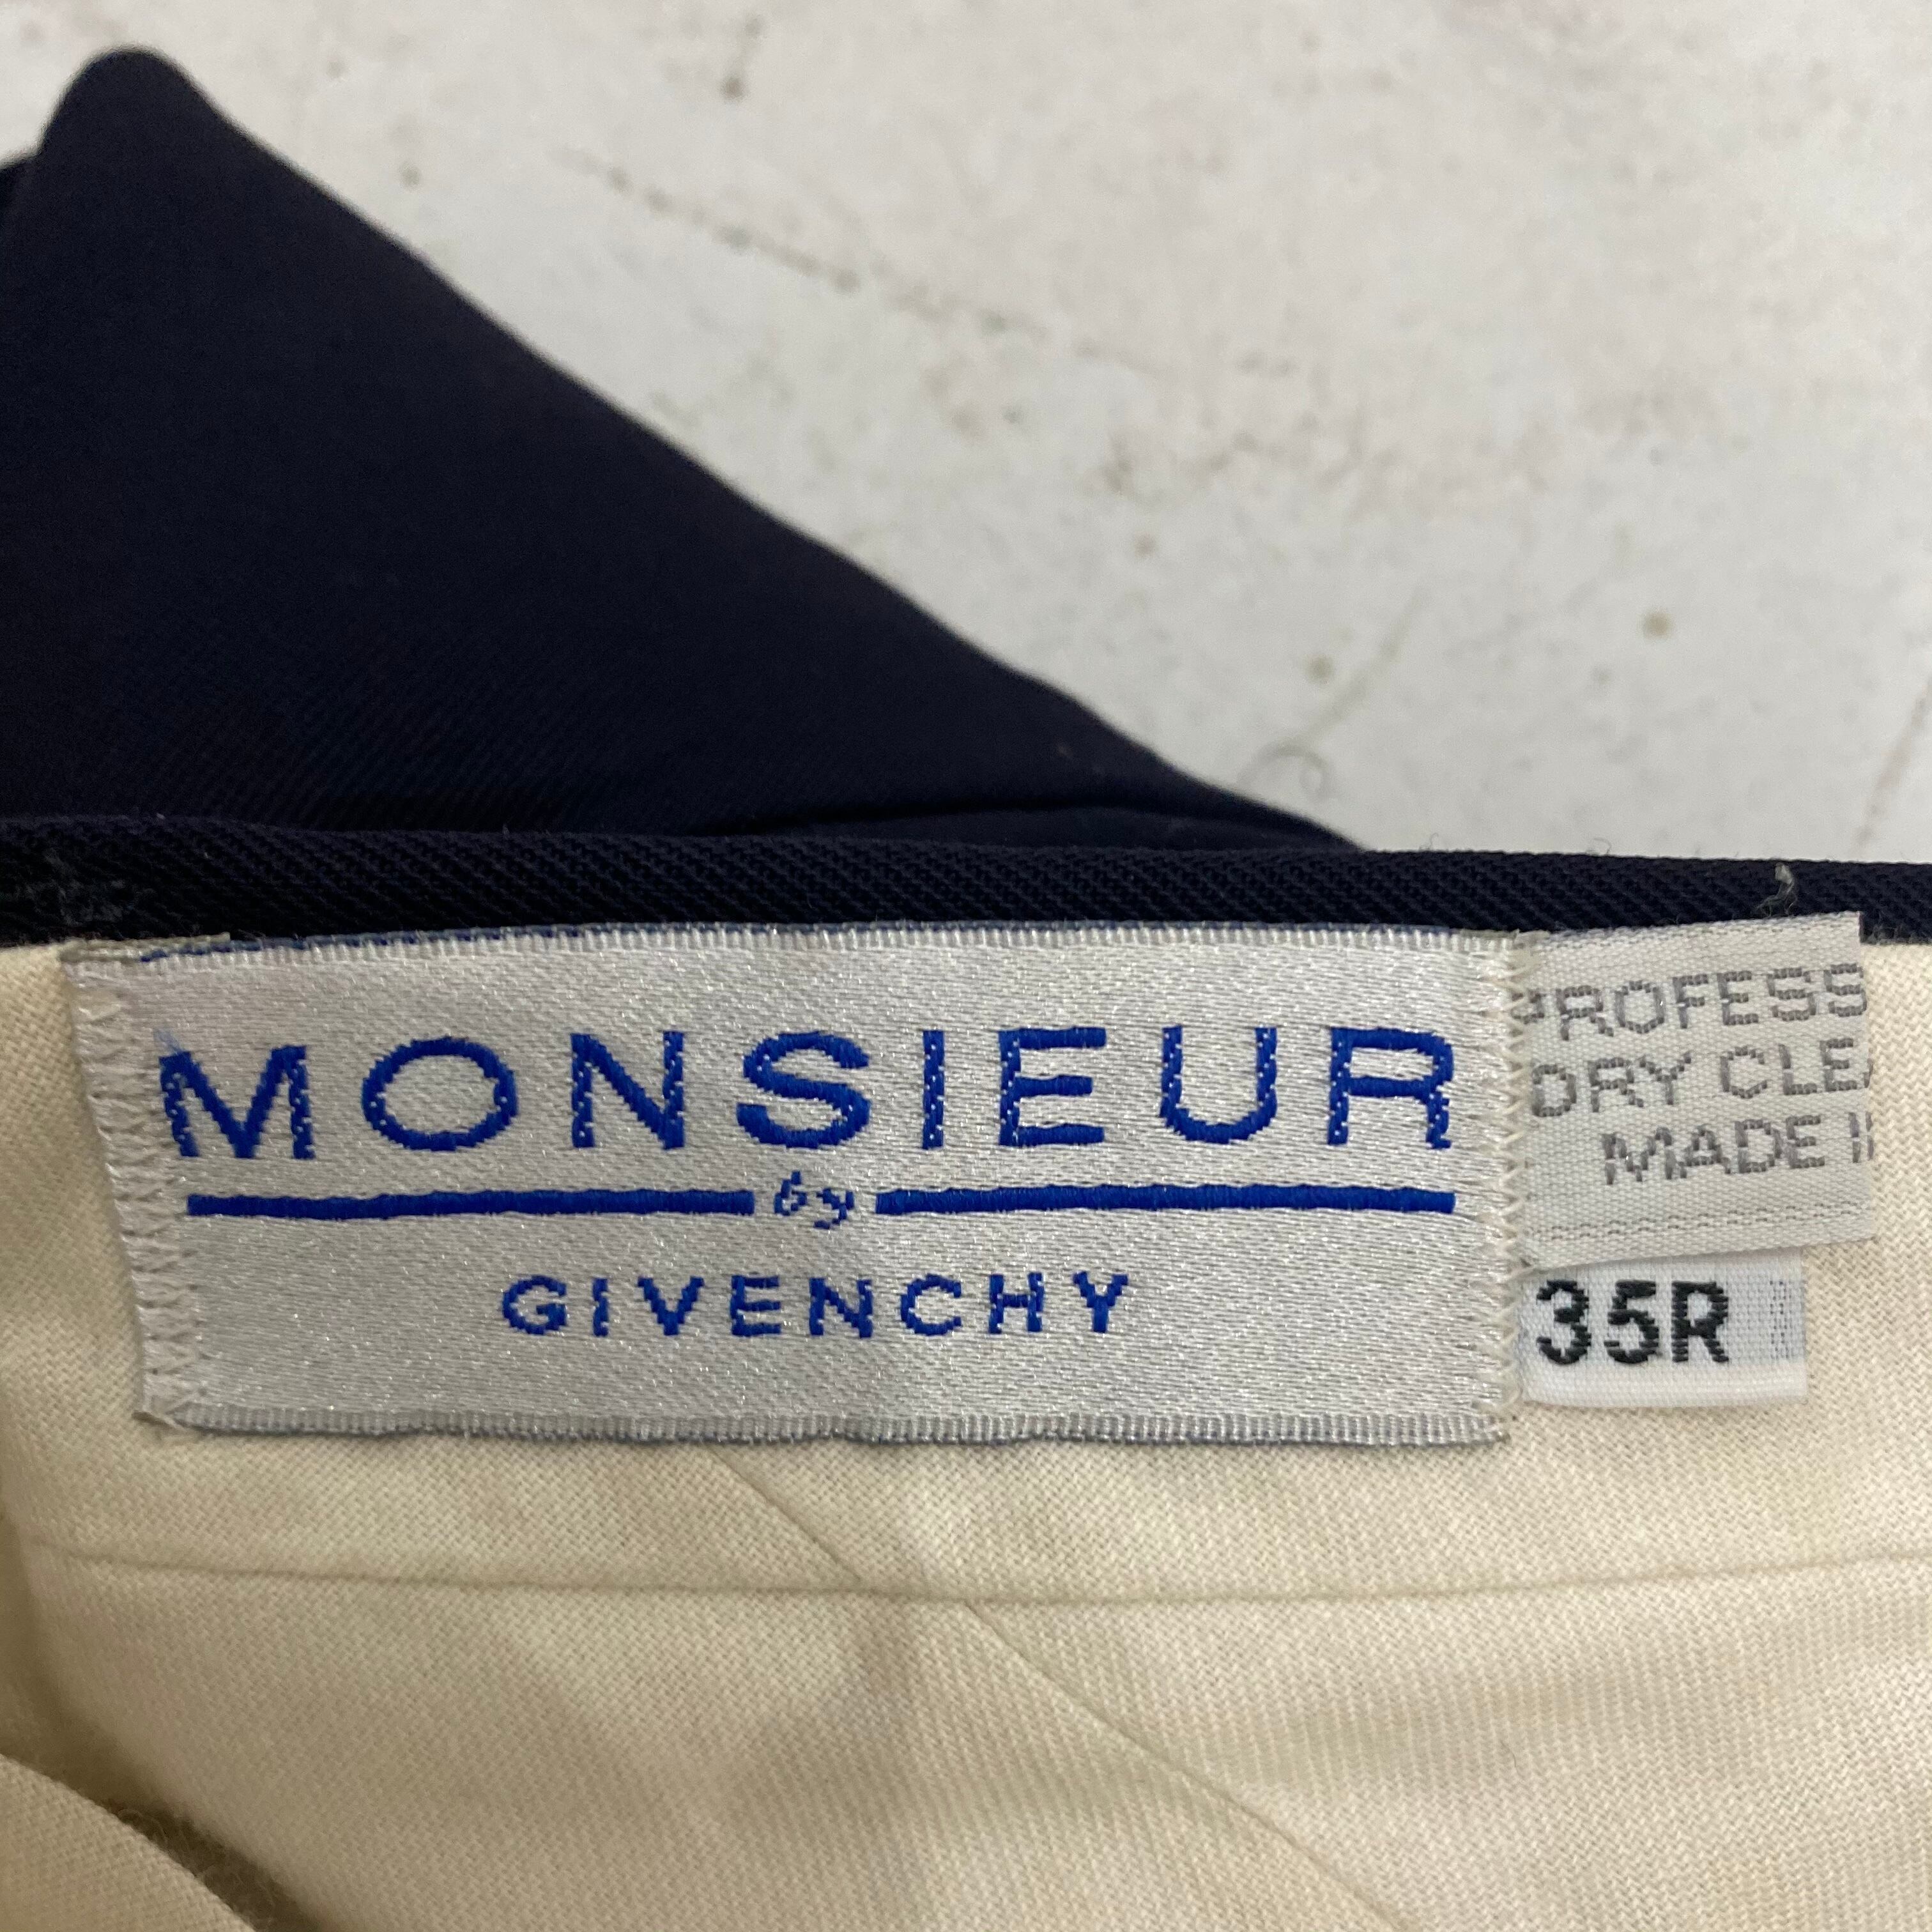 MONSIEUR
by
GIVENCHY
PROFESS
DRY CLEA
MADE I
35R